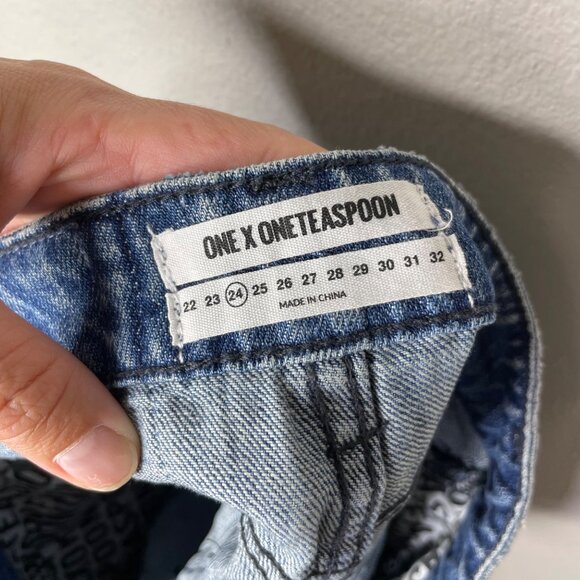 ONE X ONETEASPOON
22 23 24 25 26 27 28 29 30 31 32
MADE IN CHINA